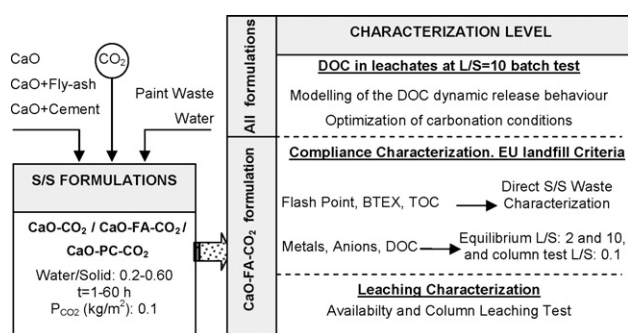 CaO
CO2
CaO+Fly-ash
CaO+Cement
Paint Waste
Water
S/S FORMULATIONS
CaO-CO2 / CaO-FA-CO2/
CaO-PC-CO2
Water/Solid: 0.2-0.60
t=1-60 h
PCO2 (kg/m2): 0.1
CHARACTERIZATION LEVEL
All formulations
DOC in leachates at L/S=10 batch test
Modelling of the DOC dynamic release behaviour
Optimization of carbonation conditions
CaO-FA-CO2 formulation
Compliance Characterization. EU landfill Criteria
Flash Point, BTEX, TOC
Direct S/S Waste
Characterization
Metals, Anions, DOC
Equilibrium L/S: 2 and 10,
and column test L/S: 0.1
Leaching Characterization
Availabilty and Column Leaching Test